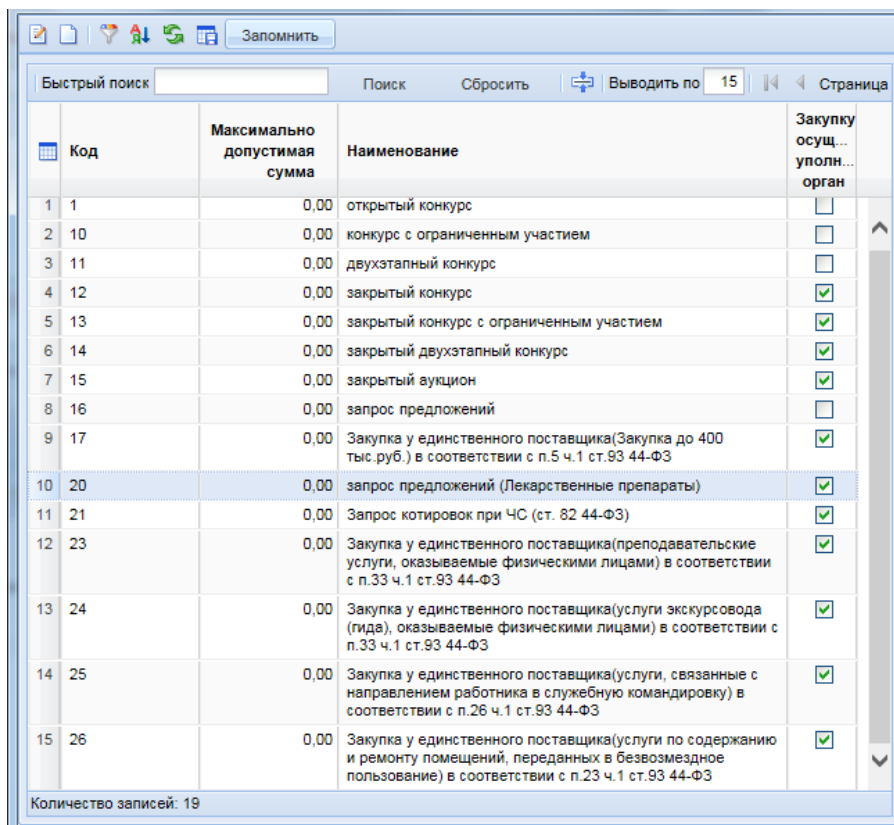 Запомнить
Быстрый поиск Поиск Сбросить Выводить по 15 Страница
Код Максимально допустимая сумма Наименование Закупку осущ... уполн... орган
1 1 0,00 открытый конкурс
2 10 0,00 конкурс с ограниченным участием
3 11 0,00 двухэтапный конкурс
4 12 0,00 закрытый конкурс
5 13 0,00 закрытый конкурс с ограниченным участием
6 14 0,00 закрытый двухэтапный конкурс
7 15 0,00 закрытый аукцион
8 16 0,00 запрос предложений
9 17 0,00 Закупка у единственного поставщика(Закупка до 400
тыс.руб.) в соответствии с п.5 ч.1 ст.93 44-ФЗ
10 20 0,00 запрос предложений (Лекарственные препараты)
11 21 0,00 Запрос котировок при ЧС (ст. 82 44-ФЗ)
12 23 0,00 Закупка у единственного поставщика(преподавательские
услуги, оказываемые физическими лицами) в соответствии
с п.33 ч.1 ст.93 44-ФЗ
13 24 0,00 Закупка у единственного поставщика(услуги экскурсовода
(гида), оказываемые физическими лицами) в соответствии с
п.33 ч.1 ст.93 44-ФЗ
14 25 0,00 Закупка у единственного поставщика(услуги, связанные с
направлением работника в служебную командировку) в
соответствии с п.26 ч.1 ст.93 44-ФЗ
15 26 0,00 Закупка у единственного поставщика(услуги по содержанию
и ремонту помещений, переданных в безвозмездное
пользование) в соответствии с п.23 ч.1 ст.93 44-ФЗ
Количество записей: 19